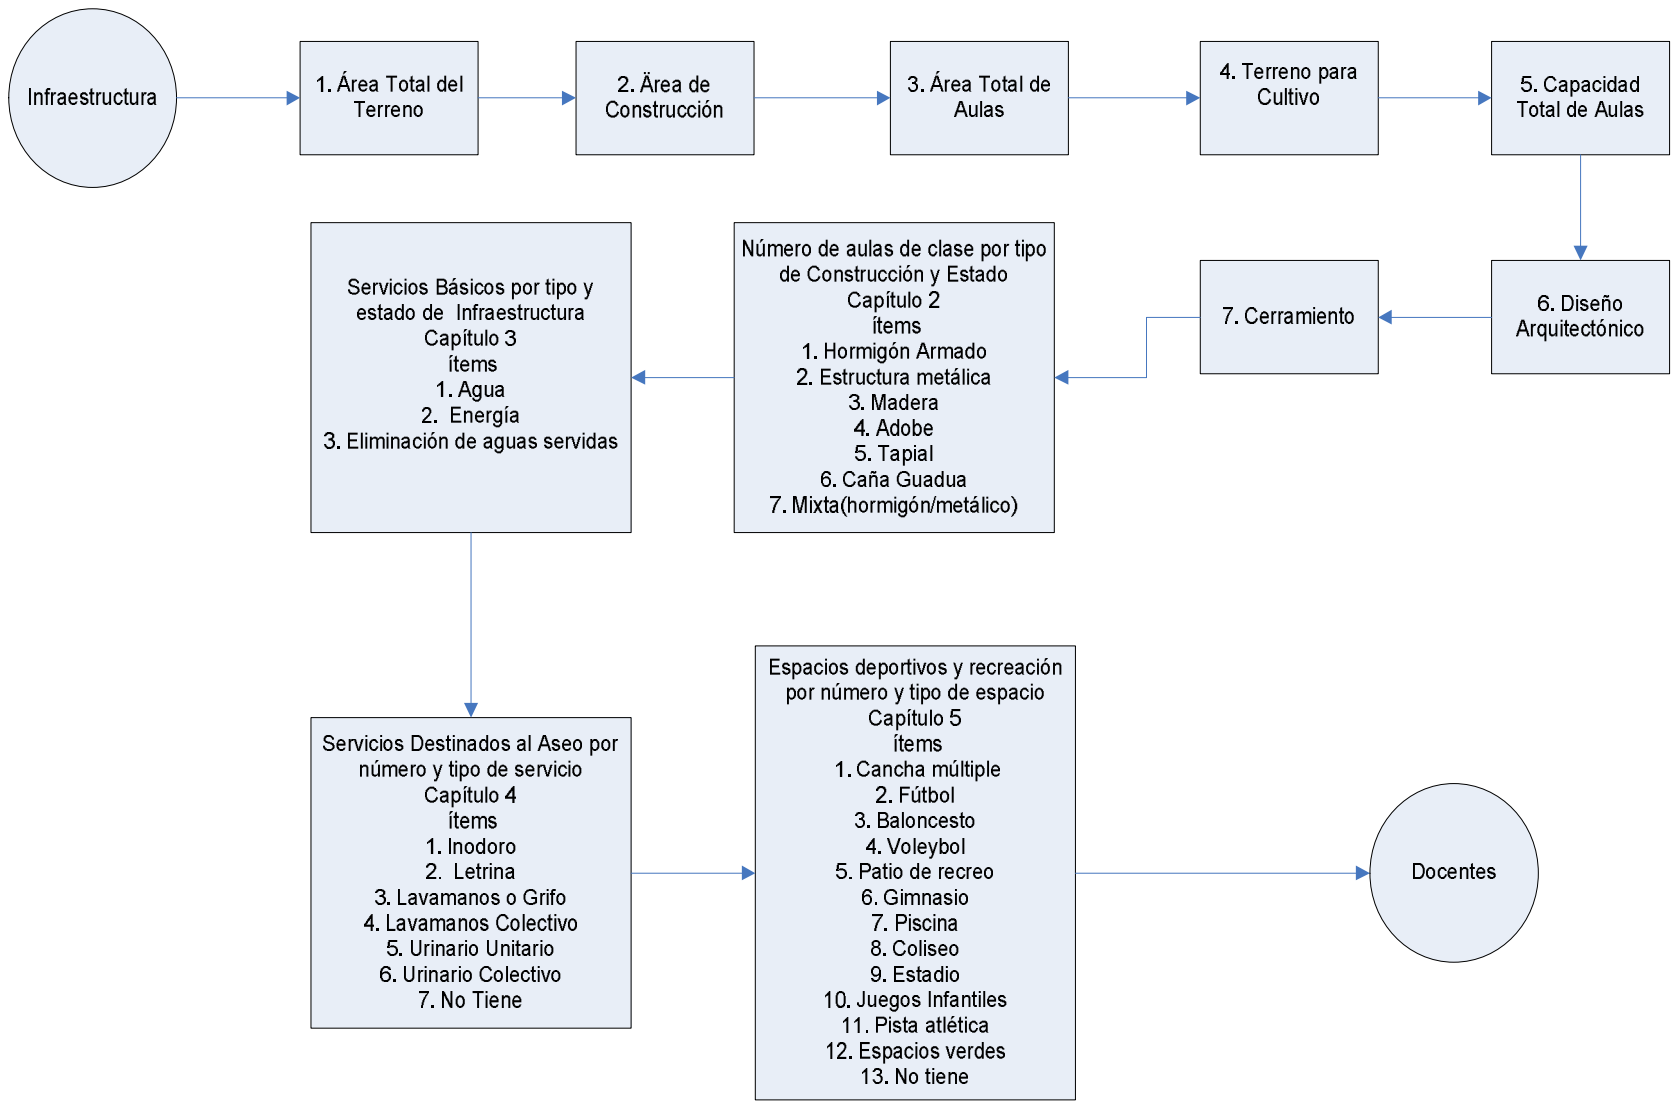 Infraestructura
1. Área Total del
Terreno
2. Ärea de
Construcción
3. Área Total de
Aulas
4. Terreno para
Cultivo
5. Capacidad
Total de Aulas
6. Diseño
Arquitectónico
7. Cerramiento
Número de aulas de clase por tipo
de Construcción y Estado
Capítulo 2
ítems
1. Hormigón Armado
2. Estructura metálica
3. Madera
4. Adobe
5. Tapial
6. Caña Guadua
7. Mixta(hormigón/metálico)
Servicios Básicos por tipo y
estado de  Infraestructura
Capítulo 3
ítems
1. Agua
2.  Energía
3. Eliminación de aguas servidas
Servicios Destinados al Aseo por
número y tipo de servicio
Capítulo 4
ítems
1. Inodoro
2.  Letrina
3. Lavamanos o Grifo
4. Lavamanos Colectivo
5. Urinario Unitario
6. Urinario Colectivo
7. No Tiene
Espacios deportivos y recreación
por número y tipo de espacio
Capítulo 5
ítems
1. Cancha múltiple
2. Fútbol
3. Baloncesto
4. Voleybol
5. Patio de recreo
6. Gimnasio
7. Piscina
8. Coliseo
9. Estadio
10. Juegos Infantiles
11. Pista atlética
12. Espacios verdes
13. No tiene
Docentes